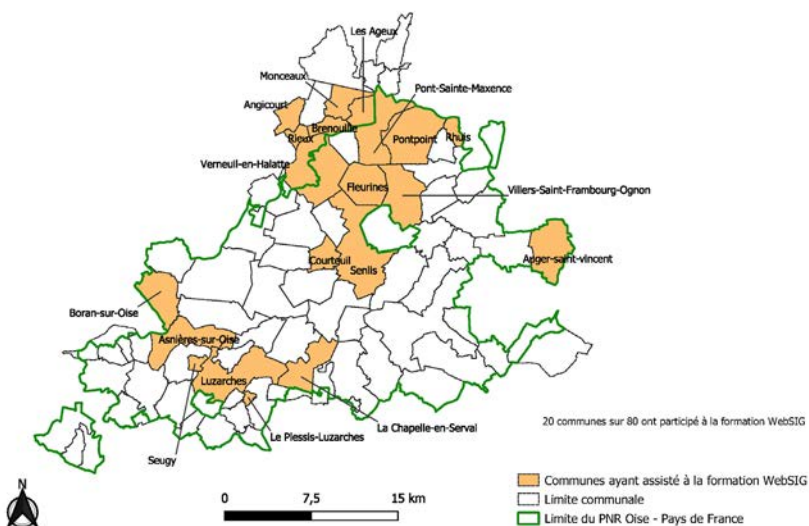 Les Ageux
Monceaux
Pont-Sainte-Maxence
Angicourt
Brenouille
Rieux
Pontpoint
Rhuis
Verneuil-en-Halatte
Fleurines
Villers-Saint-Frambourg-Ognon
Courteuil
Senlis
Auger-saint-vincent
Boran-sur-Oise
Asnières-sur-Oise
Luzarches
La Chapelle-en-Serval
Le Plessis-Luzarches
Seugy
20 communes sur 80 ont participé à la formation WebSIG
N
0 7,5 15 km
Communes ayant assisté à la formation WebSIG
Limite communale
Limite du PNR Oise - Pays de France